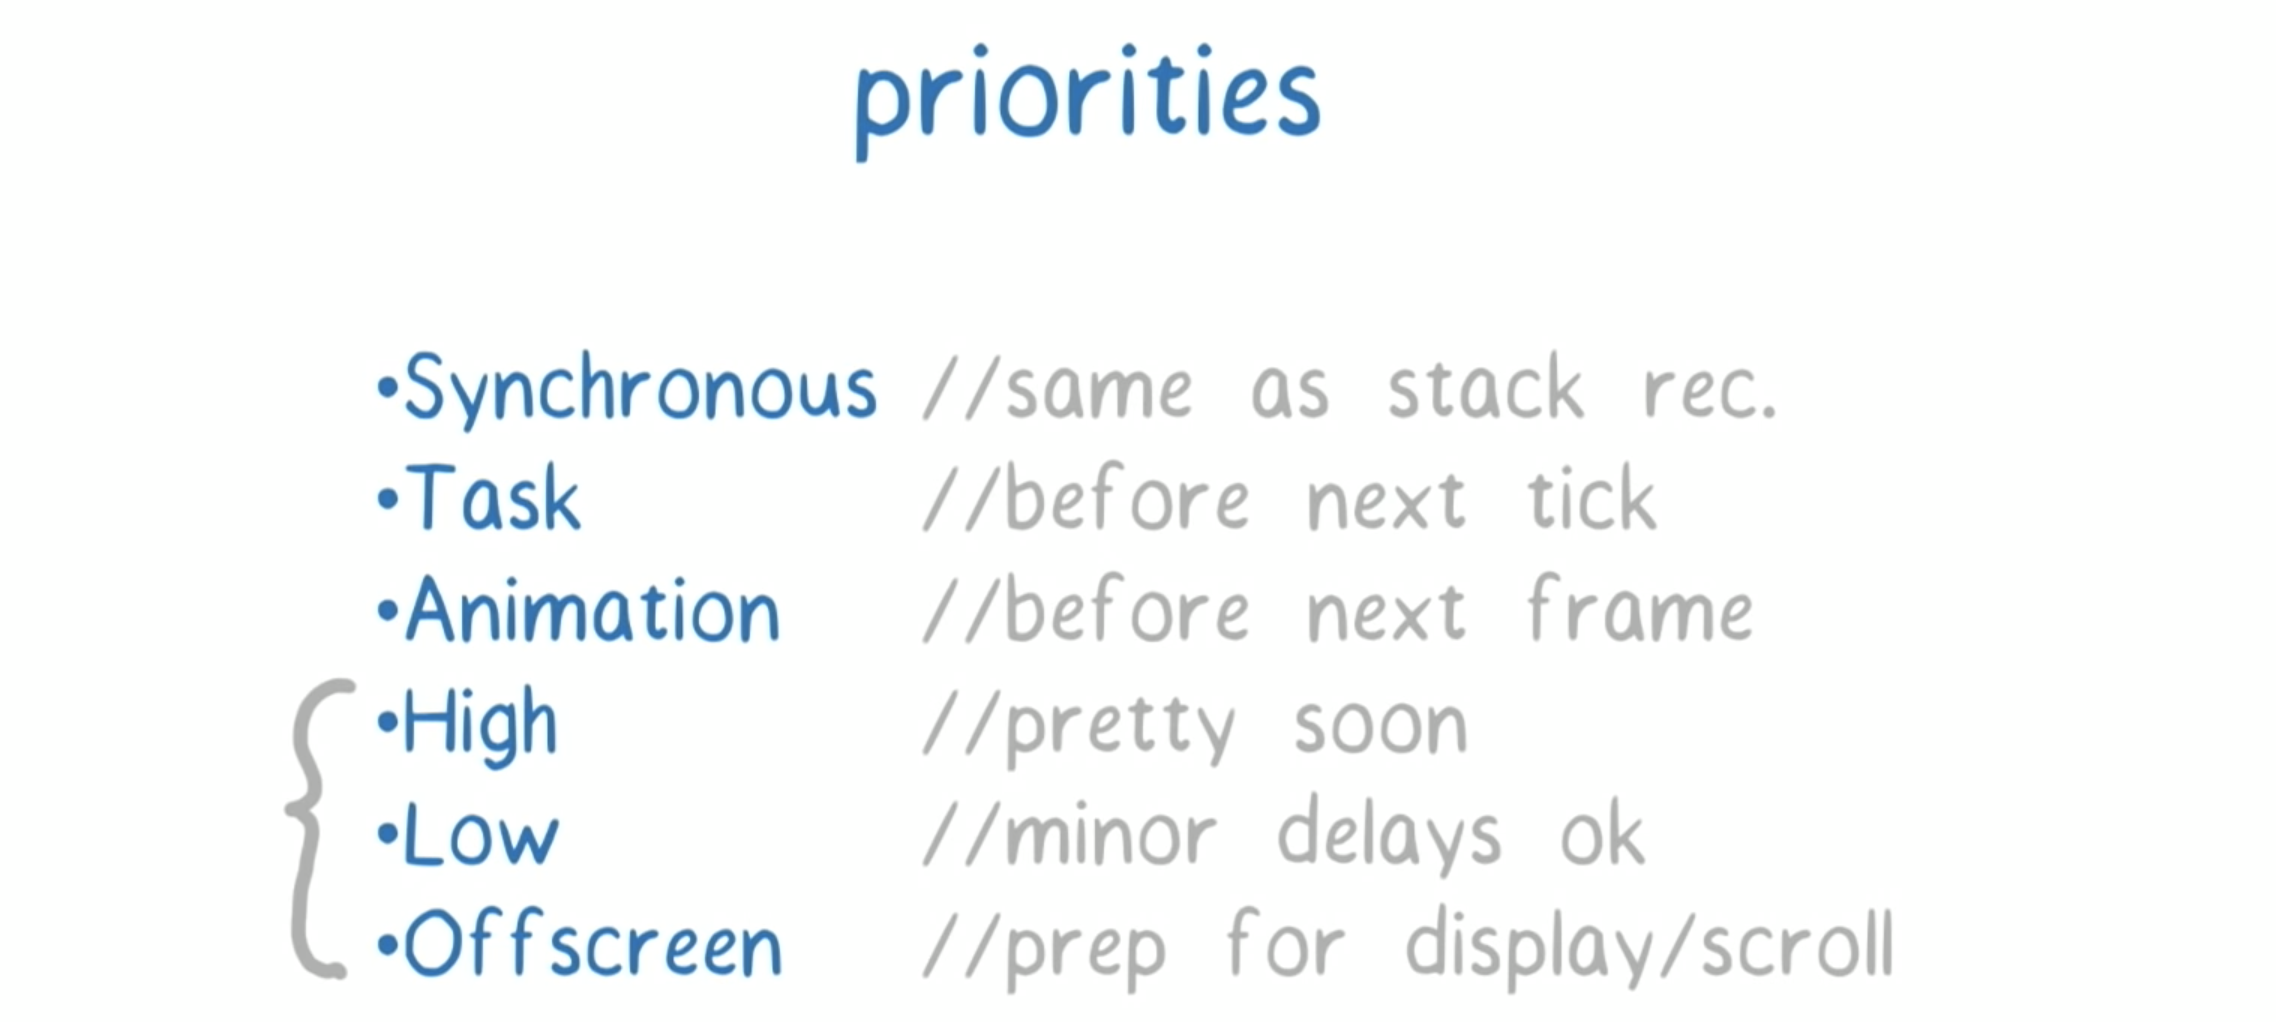 priorities
•Synchronous //same as stack rec.
•Task //before next tick
•Animation //before next frame
•High //pretty soon
•Low //minor delays ok
•Offscreen //prep for display/scroll